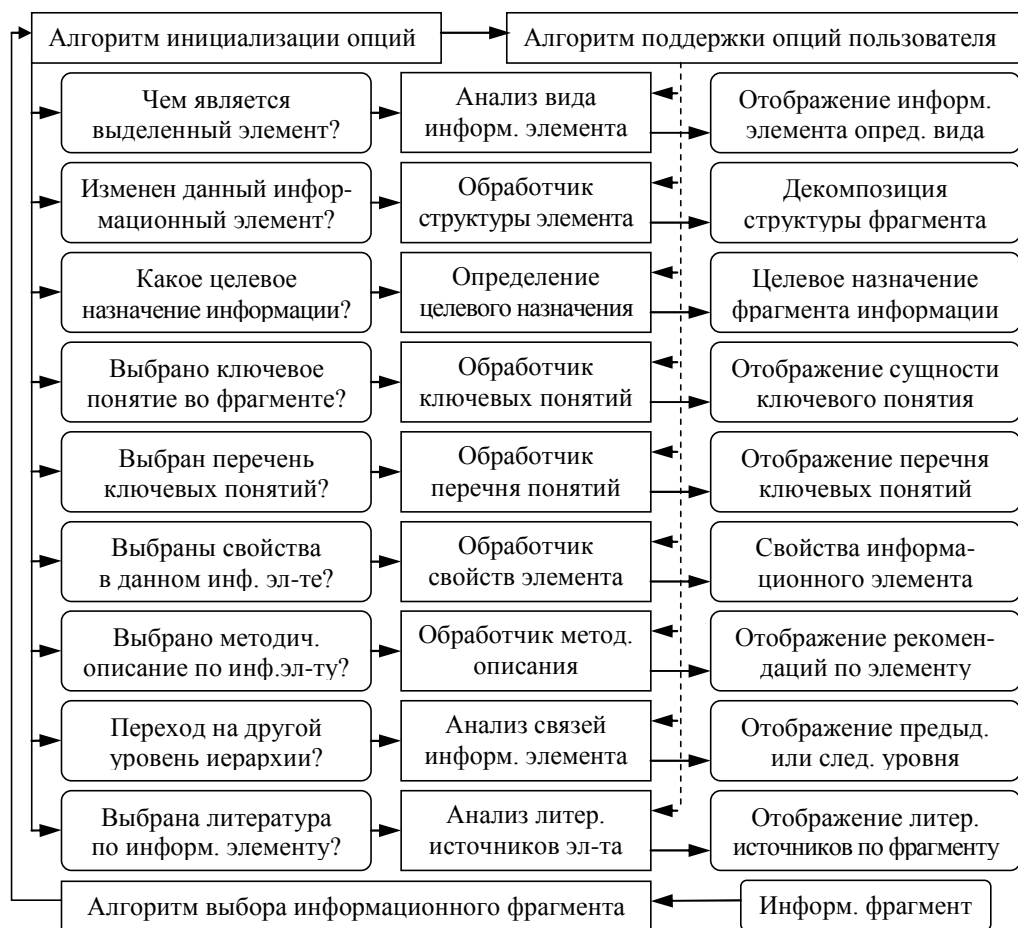 Алгоритм инициализации опций
Алгоритм поддержки опций пользователя
Чем является
выделенный элемент?
Анализ вида
информ. элемента
Отображение информ.
элемента опред. вида
Изменен данный инфор-
мационный элемент?
Обработчик
структуры элемента
Декомпозиция
структуры фрагмента
Какое целевое
назначение информации?
Определение
целевого назначения
Целевое назначение
фрагмента информации
Выбрано ключевое
понятие во фрагменте?
Обработчик
ключевых понятий
Отображение сущности
ключевого понятия
Выбран перечень
ключевых понятий?
Обработчик
перечня понятий
Отображение перечня
ключевых понятий
Выбраны свойства
в данном инф. эл-те?
Обработчик
свойств элемента
Свойства информа-
ционного элемента
Выбрано методич.
описание по инф.эл-ту?
Обработчик метод.
описания
Отображение рекомен-
даций по элементу
Переход на другой
уровень иерархии?
Анализ связей
информ. элемента
Отображение предыд.
или след. уровня
Выбрана литература
по информ. элементу?
Анализ литер.
источников эл-та
Отображение литер.
источников по фрагменту
Алгоритм выбора информационного фрагмента
Информ. фрагмент